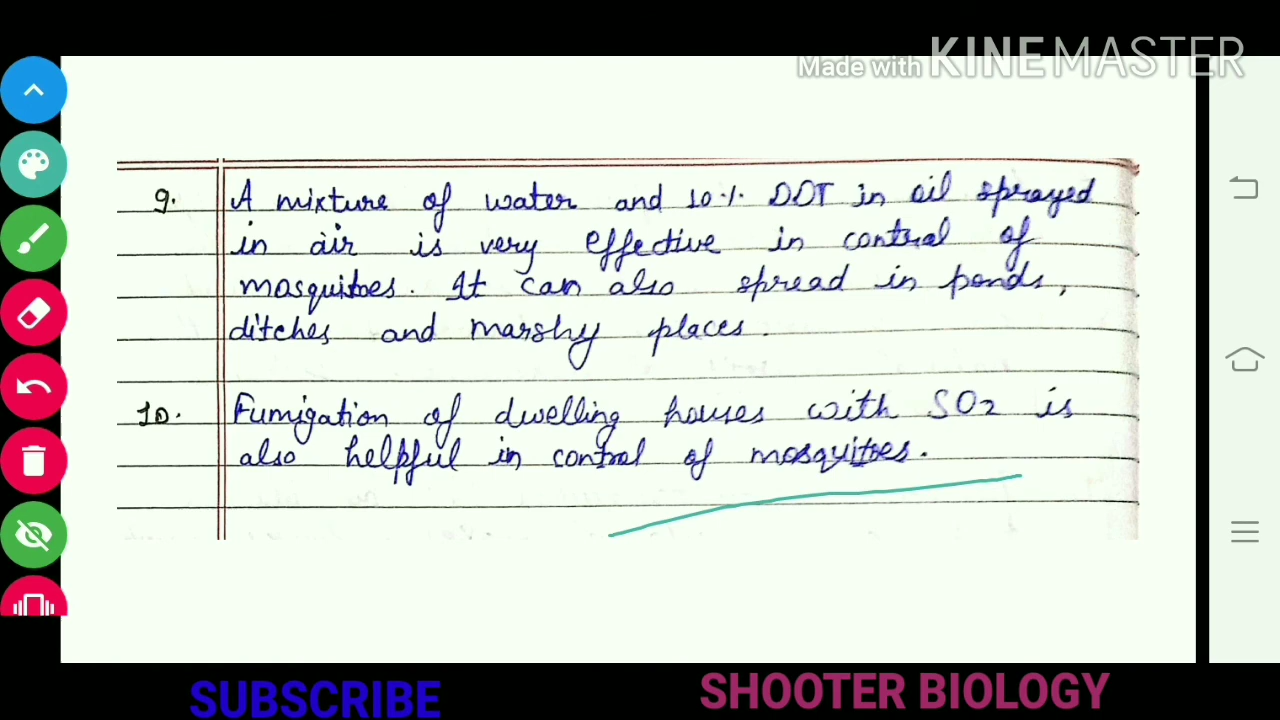 Made with KINEMASTER
9. A mixture of water and 10% DDT in oil sprayed
in air is very effective in control of
mosquitoes. It can also spread in ponds,
ditches and marshy places.
10. Fumigation of dwelling houses with SO2 is
also helpful in control of mosquitoes.
SUBSCRIBE
SHOOTER BIOLOGY